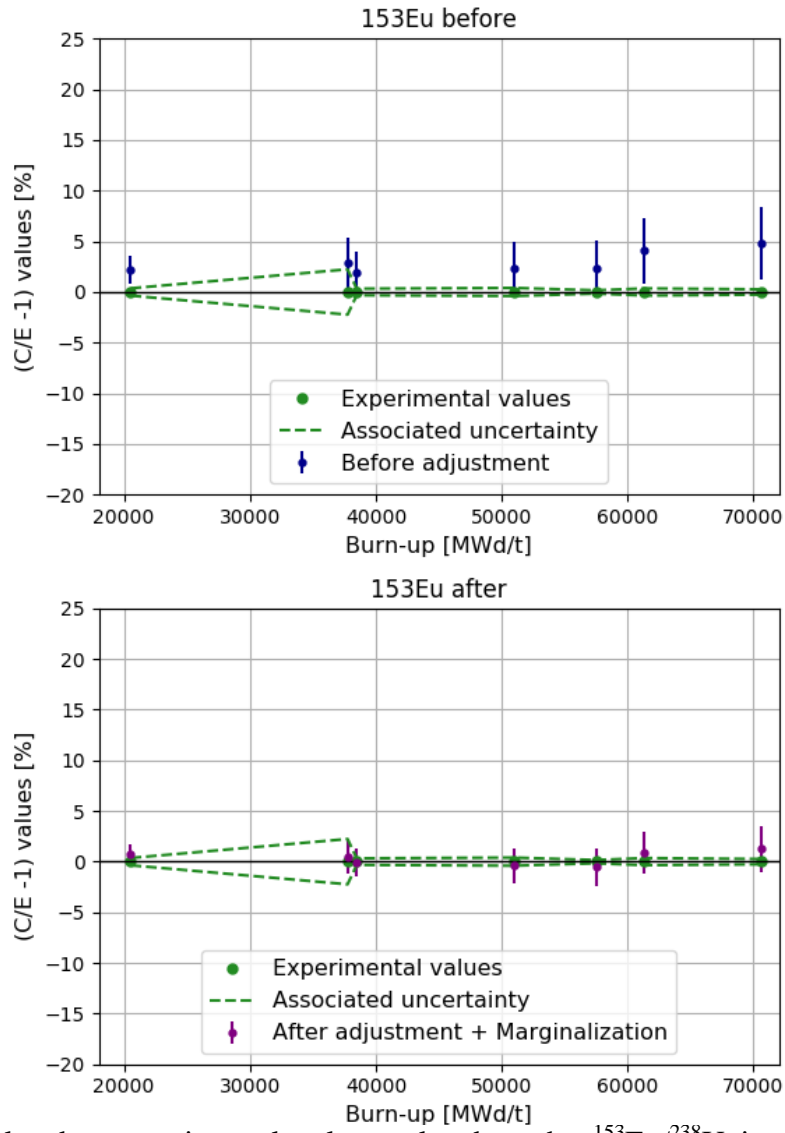 153Eu before
25
20
15
10
5
0
−5
−10
−15
−20
(C/E -1) values [%]
Experimental values
Associated uncertainty
Before adjustment
20000 30000 40000 50000 60000 70000
Burn-up [MWd/t]
153Eu after
25
20
15
10
5
0
−5
−10
−15
−20
(C/E -1) values [%]
Experimental values
Associated uncertainty
After adjustment + Marginalization
20000 30000 40000 50000 60000 70000
Burn-up [MWd/t]